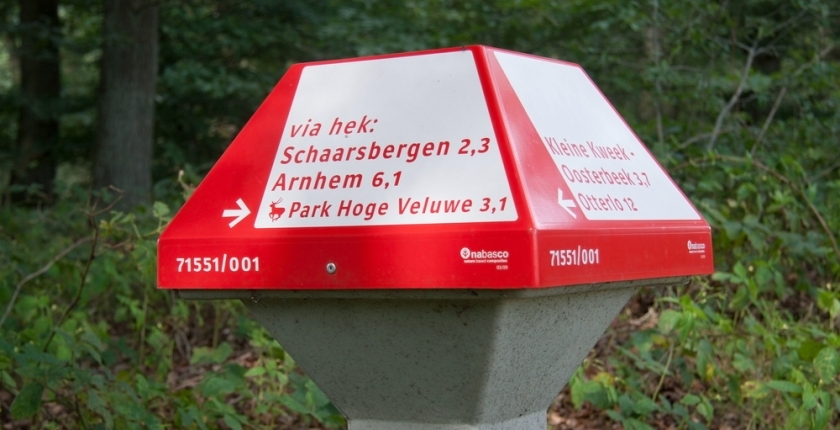 via hek:
Schaarsbergen 2,3
Arnhem 6,1
Park Hoge Veluwe 3,1
71551/001
nabasco
Kleine Kweek-
Oosterbeek 3,7
Otterlo 12
71551/001
nabasco